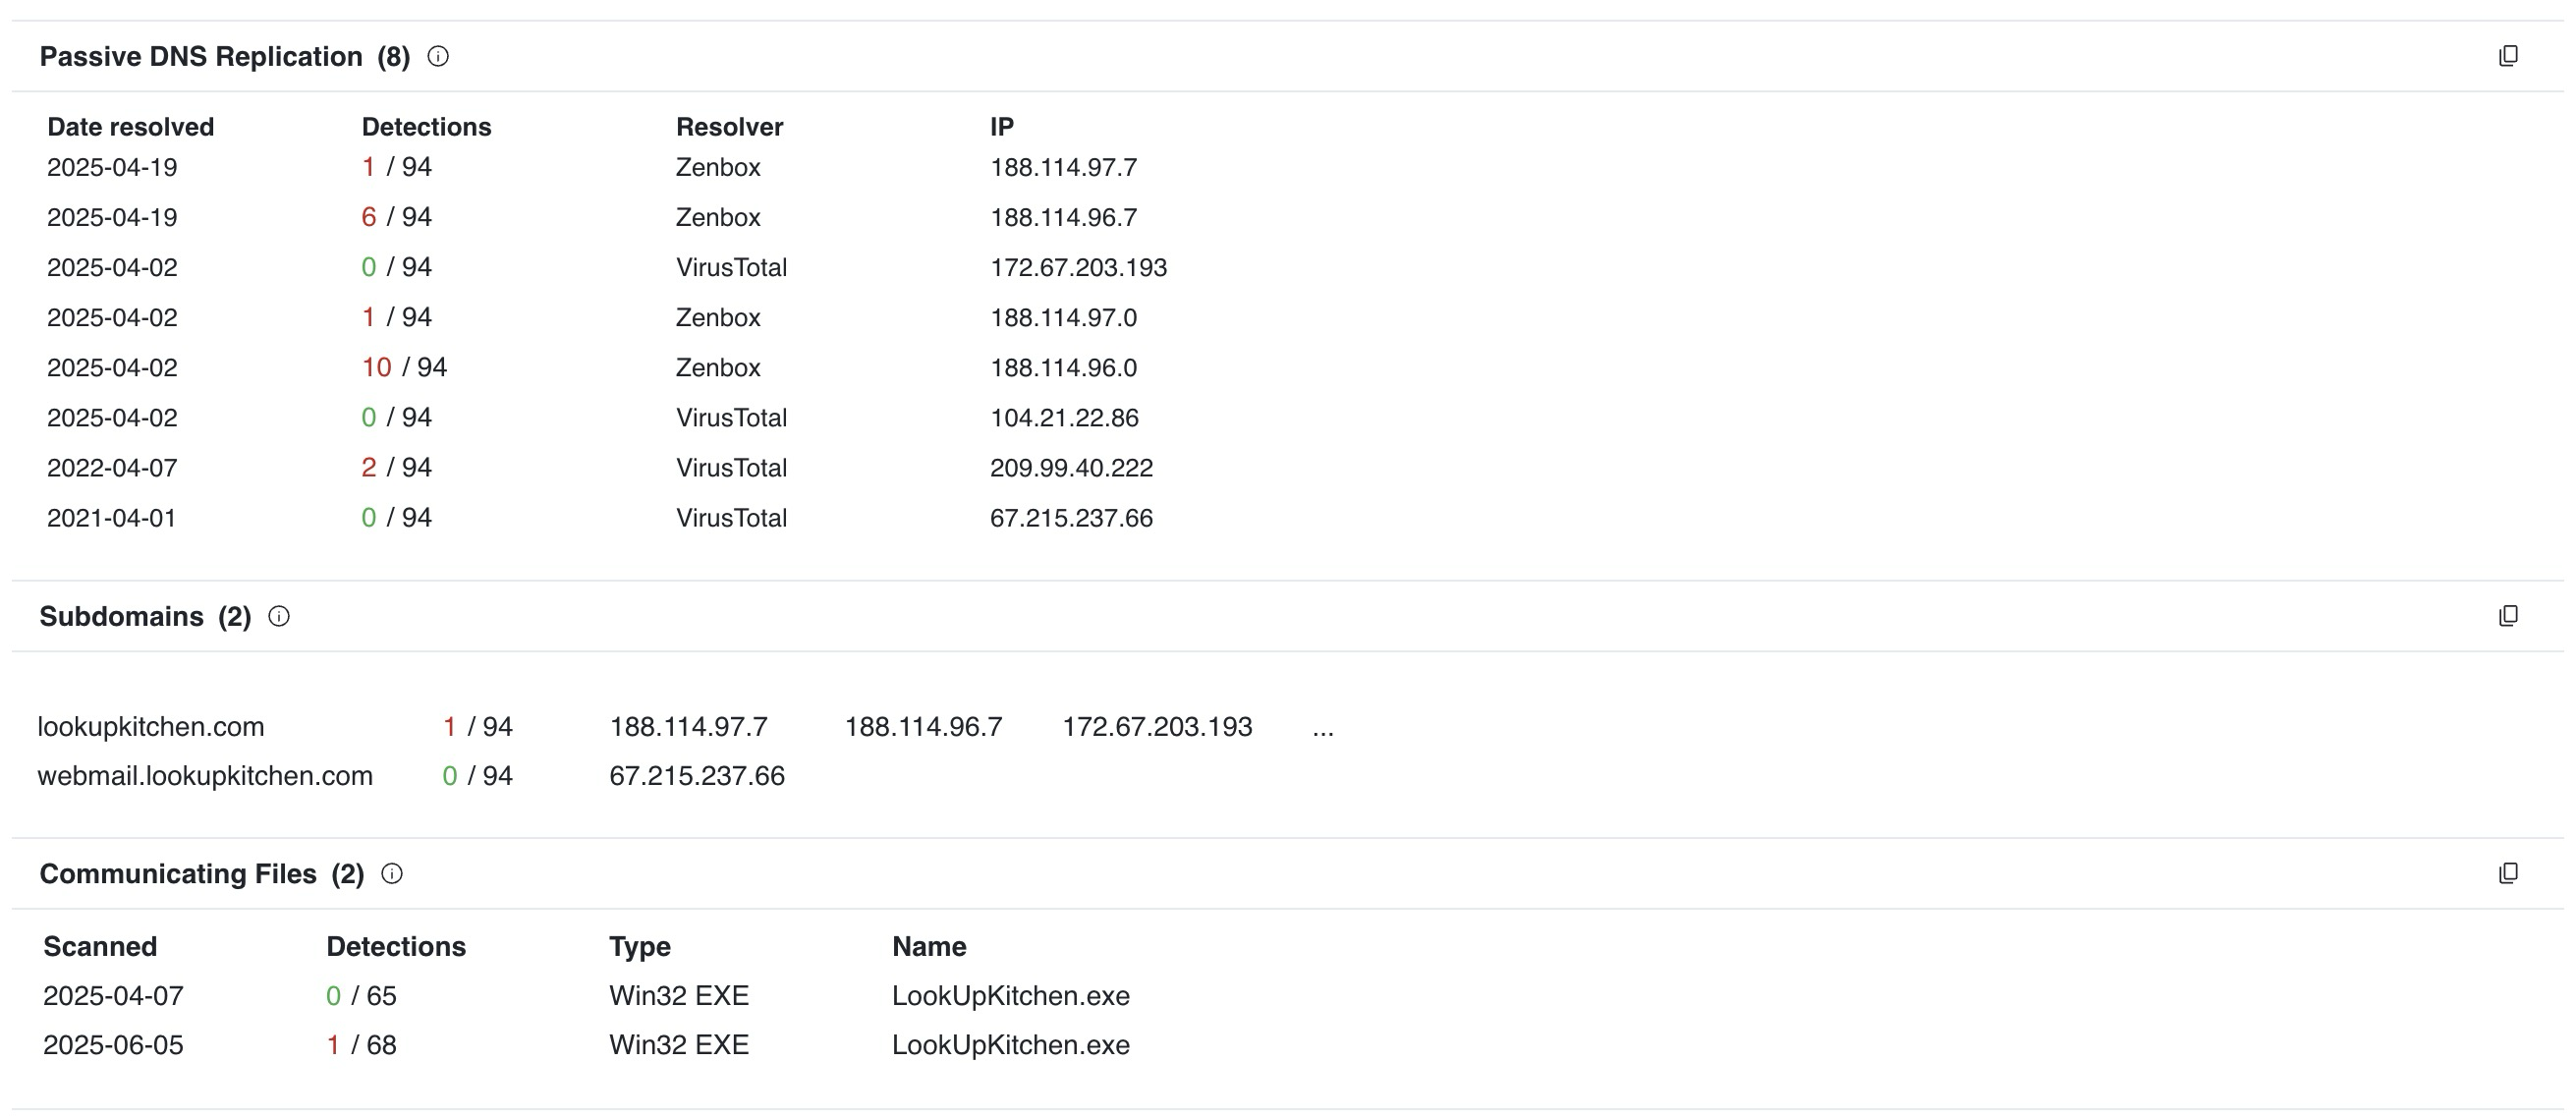 Passive DNS Replication (8)
Date resolved Detections Resolver IP
2025-04-19 1 / 94 Zenbox 188.114.97.7
2025-04-19 6 / 94 Zenbox 188.114.96.7
2025-04-02 0 / 94 VirusTotal 172.67.203.193
2025-04-02 1 / 94 Zenbox 188.114.97.0
2025-04-02 10 / 94 Zenbox 188.114.96.0
2025-04-02 0 / 94 VirusTotal 104.21.22.86
2022-04-07 2 / 94 VirusTotal 209.99.40.222
2021-04-01 0 / 94 VirusTotal 67.215.237.66
Subdomains (2)
lookupkitchen.com 1 / 94 188.114.97.7 188.114.96.7 172.67.203.193 ...
webmail.lookupkitchen.com 0 / 94 67.215.237.66
Communicating Files (2)
Scanned Detections Type Name
2025-04-07 0 / 65 Win32 EXE LookUpKitchen.exe
2025-06-05 1 / 68 Win32 EXE LookUpKitchen.exe